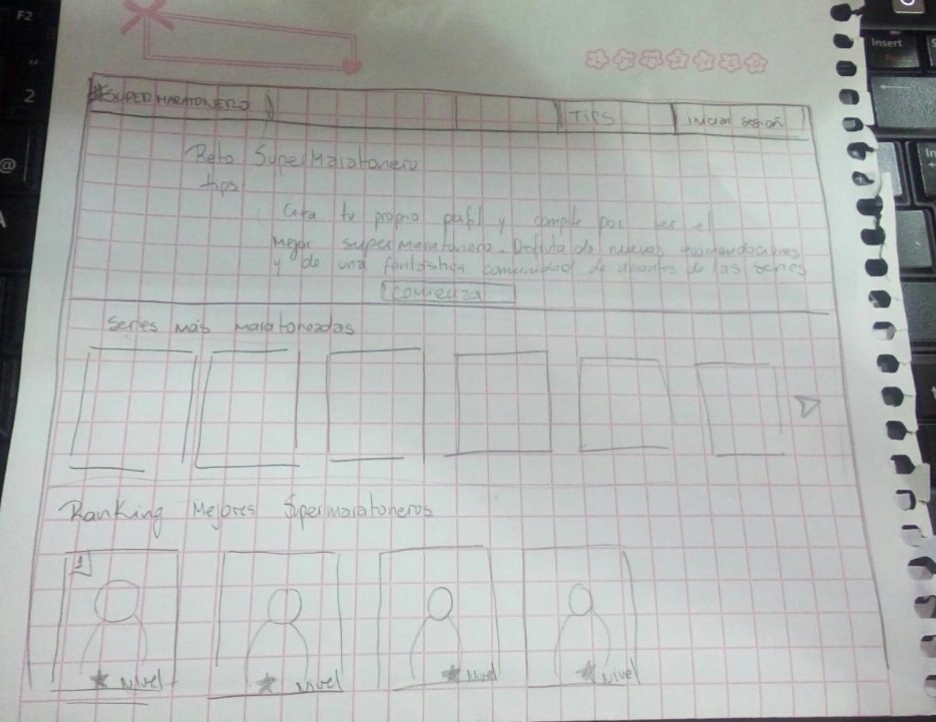 F2
Insert
2
@
#SUPERMARATONERO
TIPS
iniciar sesión
Reto SuperMaratonero
tips
Crea tu propio perfil y compite por ser el
Mejor supermaratonero. Disfruta de nuevas recomendaciones
y de una fantástica comunidad de amantes de las series
comienza
Series más maratoneadas
Ranking Mejores Supermaratoneros
1
Nivel
Nivel
Nivel
Nivel